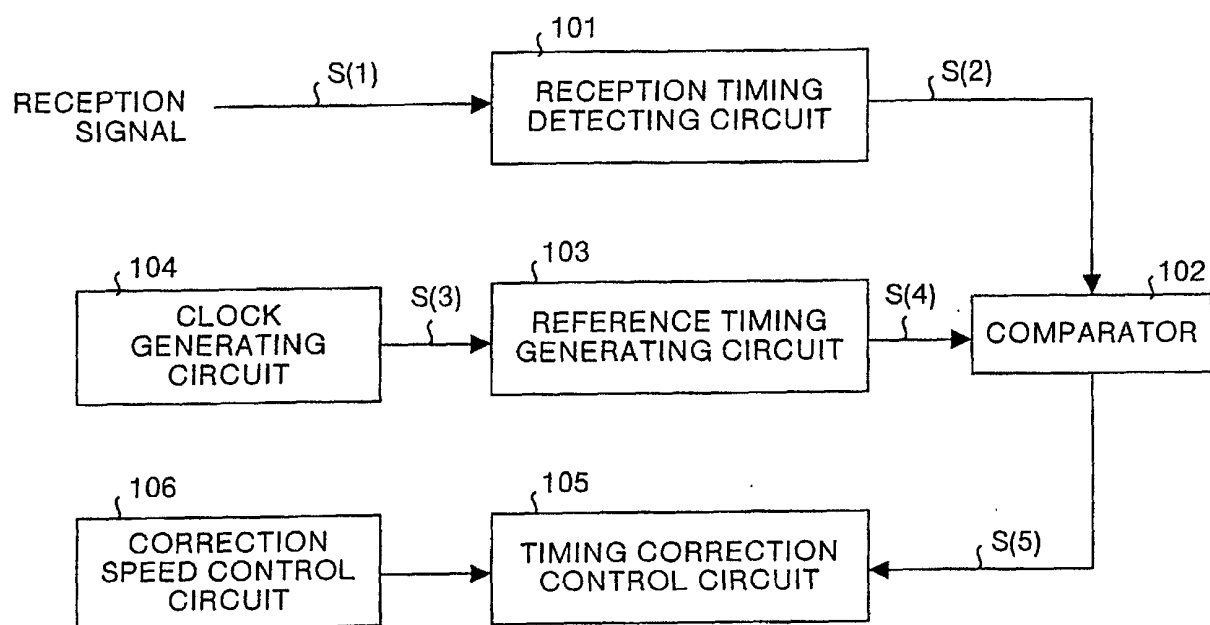 101
S(1)
S(2)
RECEPTION
SIGNAL
RECEPTION TIMING
DETECTING CIRCUIT
104
103
102
S(3)
S(4)
CLOCK
GENERATING
CIRCUIT
REFERENCE TIMING
GENERATING CIRCUIT
COMPARATOR
106
105
S(5)
CORRECTION
SPEED CONTROL
CIRCUIT
TIMING CORRECTION
CONTROL CIRCUIT